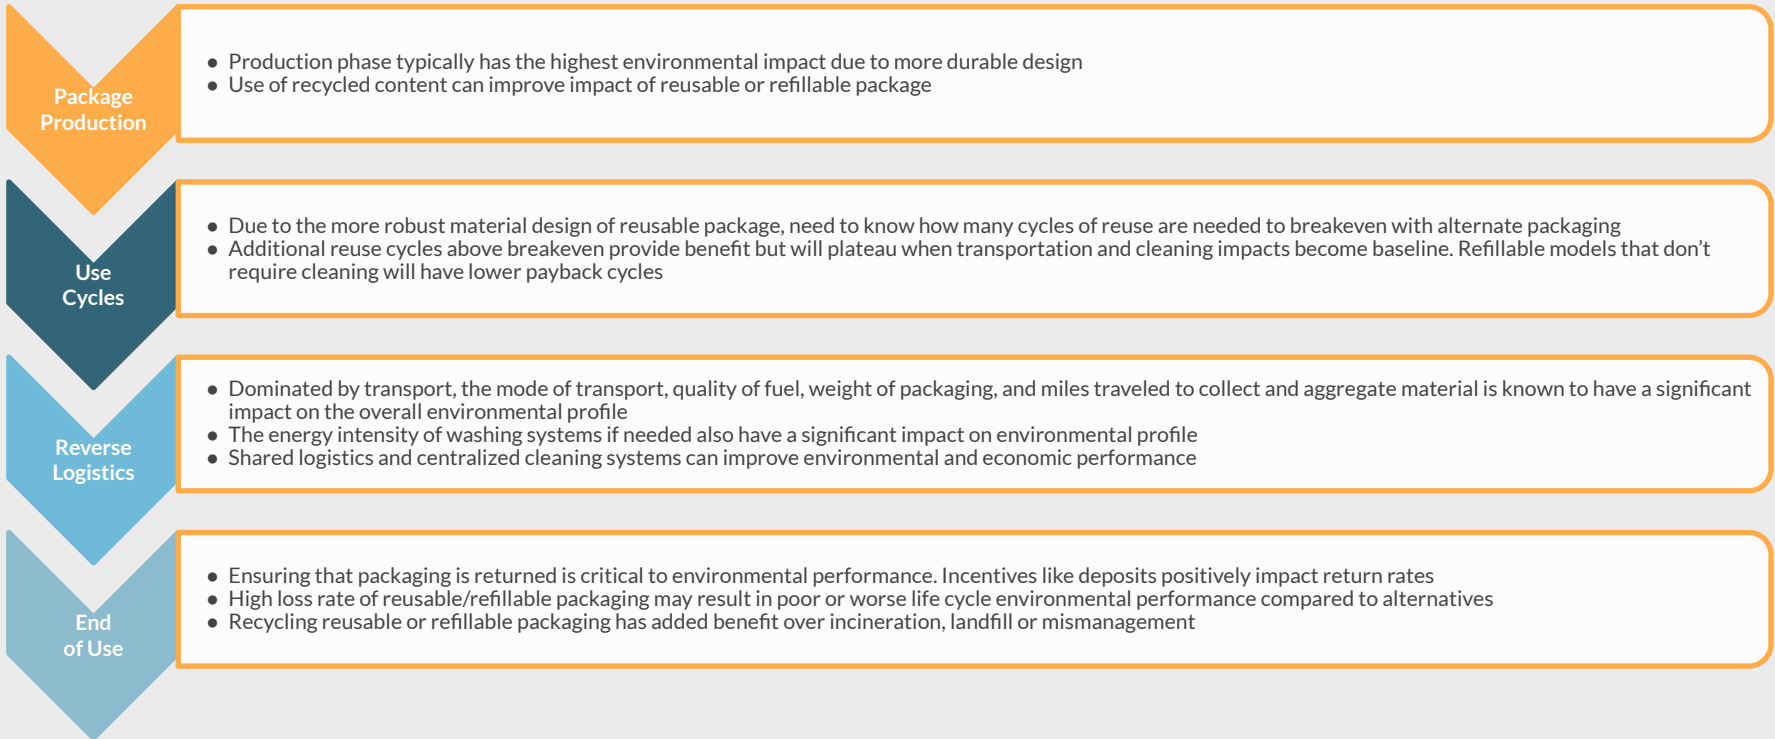 Package
Production
● Production phase typically has the highest environmental impact due to more durable design
● Use of recycled content can improve impact of reusable or refillable package
Use
Cycles
● Due to the more robust material design of reusable package, need to know how many cycles of reuse are needed to breakeven with alternate packaging
● Additional reuse cycles above breakeven provide benefit but will plateau when transportation and cleaning impacts become baseline. Refillable models that don’t
require cleaning will have lower payback cycles
Reverse
Logistics
● Dominated by transport, the mode of transport, quality of fuel, weight of packaging, and miles traveled to collect and aggregate material is known to have a significant
impact on the overall environmental profile
● The energy intensity of washing systems if needed also have a significant impact on environmental profile
● Shared logistics and centralized cleaning systems can improve environmental and economic performance
End
of Use
● Ensuring that packaging is returned is critical to environmental performance. Incentives like deposits positively impact return rates
● High loss rate of reusable/refillable packaging may result in poor or worse life cycle environmental performance compared to alternatives
● Recycling reusable or refillable packaging has added benefit over incineration, landfill or mismanagement